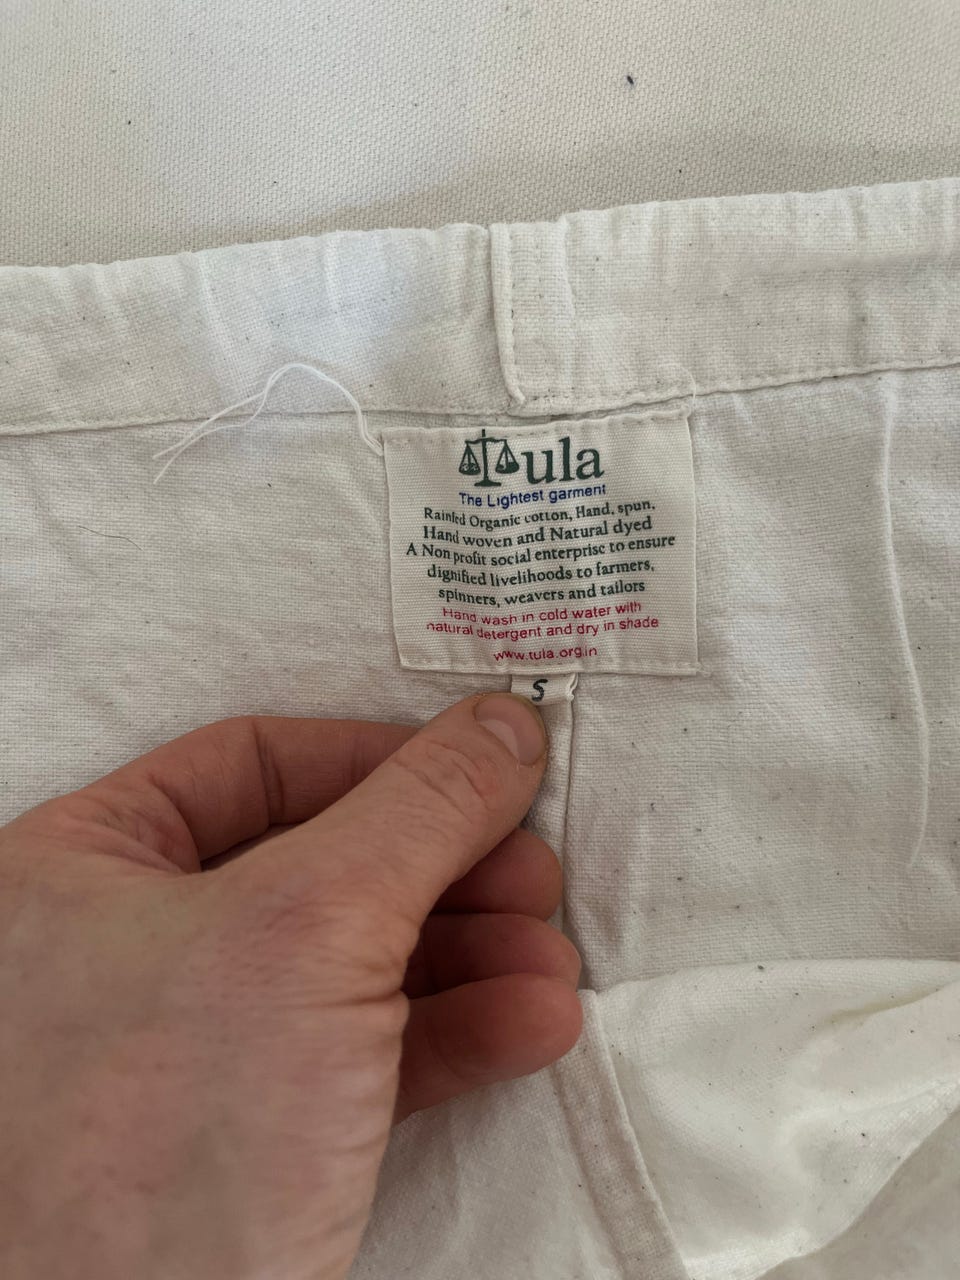 Tula
The Lightest garment
Rainfed Organic cotton, Hand, spun,
Hand woven and Natural dyed
A Non profit social enterprise to ensure
dignified livelihoods to farmers,
spinners, weavers and tailors
Hand wash in cold water with
natural detergent and dry in shade
www.tula.org.in
S